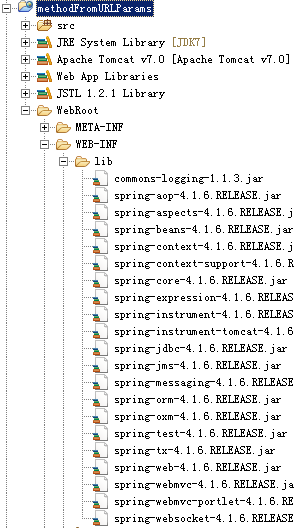 methodFromURLParams
src
JRE System Library [JDK7]
Apache Tomcat v7.0 [Apache Tomcat v7.0]
Web App Libraries
JSTL 1.2.1 Library
WebRoot
META-INF
WEB-INF
lib
commons-logging-1.1.3.jar
spring-aop-4.1.6.RELEASE.jar
spring-aspects-4.1.6.RELEASE.j
spring-beans-4.1.6.RELEASE.jar
spring-context-4.1.6.RELEASE.j
spring-context-support-4.1.6.R
spring-core-4.1.6.RELEASE.jar
spring-expression-4.1.6.RELEAS
spring-instrument-4.1.6.RELEAS
spring-instrument-tomcat-4.1.6
spring-jdbc-4.1.6.RELEASE.jar
spring-jms-4.1.6.RELEASE.jar
spring-messaging-4.1.6.RELEASE
spring-orm-4.1.6.RELEASE.jar
spring-oxm-4.1.6.RELEASE.jar
spring-test-4.1.6.RELEASE.jar
spring-tx-4.1.6.RELEASE.jar
spring-web-4.1.6.RELEASE.jar
spring-webmvc-4.1.6.RELEASE.ja
spring-webmvc-portlet-4.1.6.RE
spring-websocket-4.1.6.RELEASE